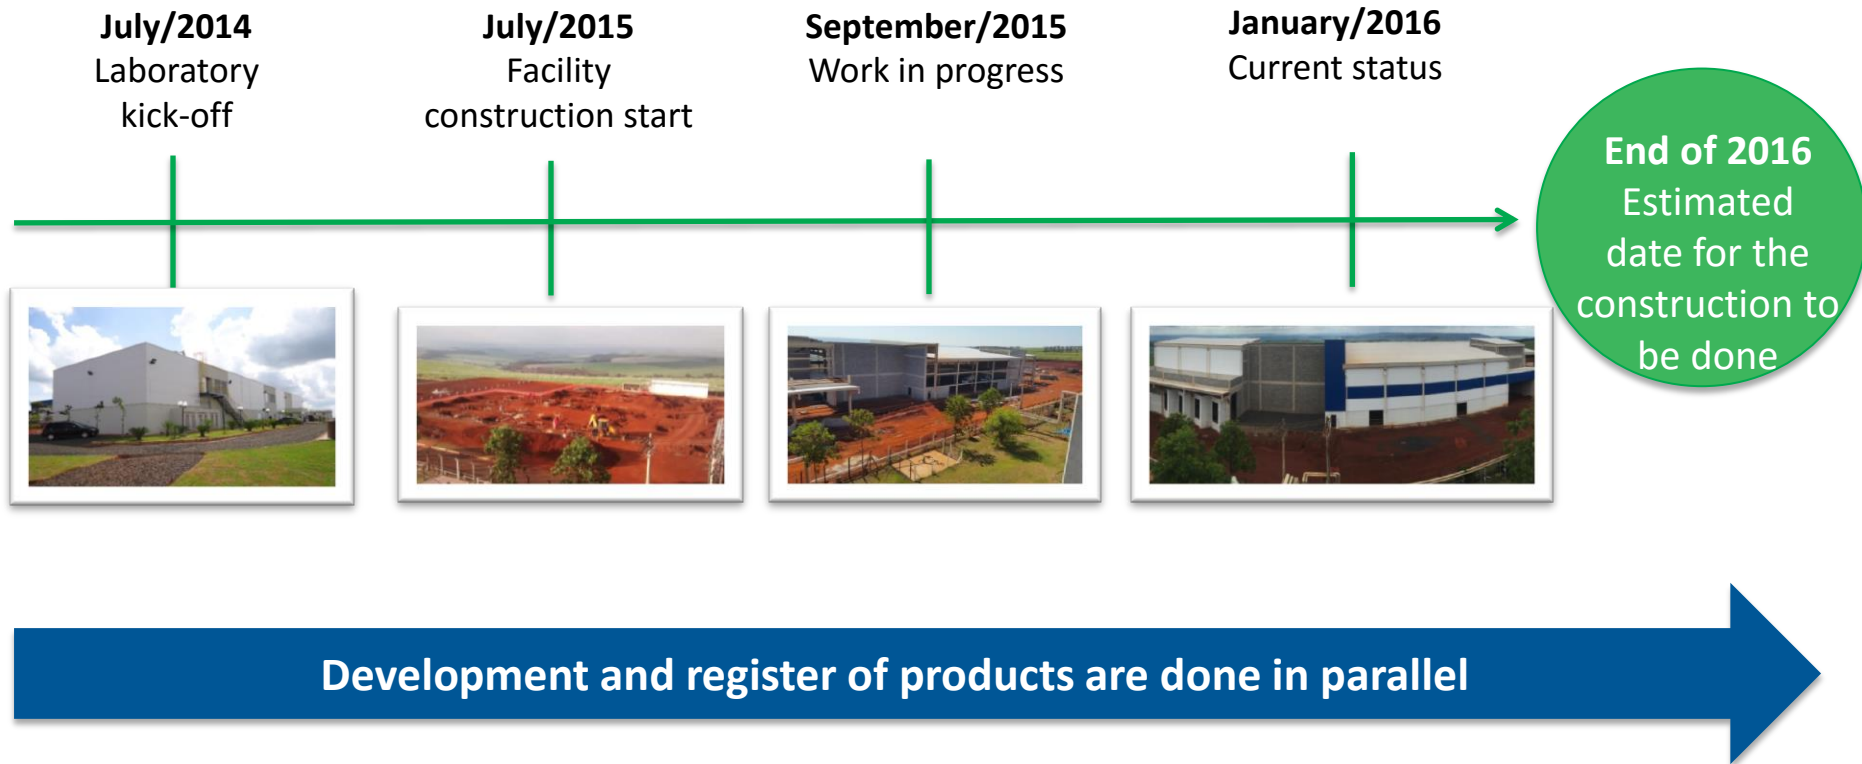 July/2014
Laboratory
kick-off
July/2015
Facility
construction start
September/2015
Work in progress
January/2016
Current status
End of 2016
Estimated
date for the
construction to
be done
Development and register of products are done in parallel